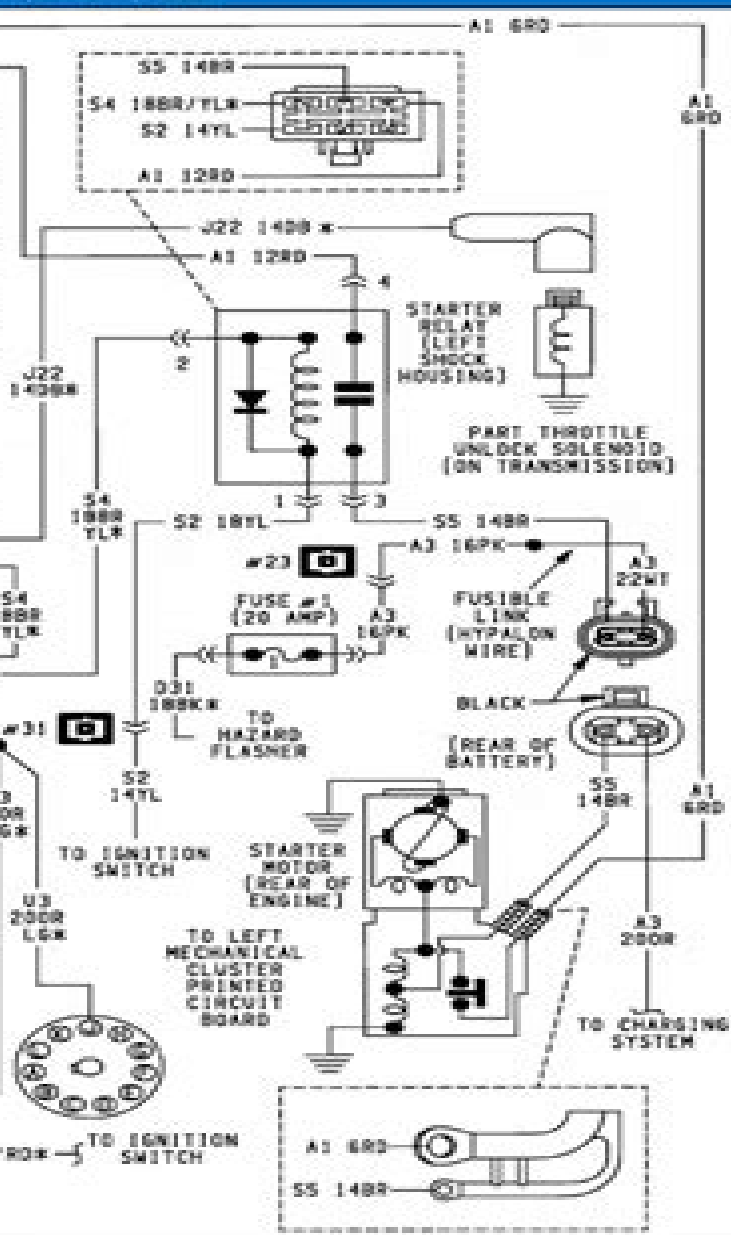 A1 6RD
A1
6RD
S5 14BR
S4 18BR/YL*
S2 14YL
A1 12RD
J22 14DB*
A1 12RD
4
STARTER
RELAY
(LEFT
SHOCK
HOUSING)
2
J22
14DB*
PART THROTTLE
UNLOCK SOLENOID
(ON TRANSMISSION)
S4
18BR
YL*
1
3
S2 18YL
S5 14BR
A3 16PK
#23
A3
22WT
FUSE #1
(20 AMP)
A3
16PK
FUSIBLE
LINK
(HYPALON
WIRE)
S4
18BR
YL*
1
D31
18BK*
TO
HAZARD
FLASHER
BLACK
#31
(REAR OF
BATTERY)
S2
14YL
S5
14BR
A1
6RD
TO IGNITION
SWITCH
STARTER
MOTOR
(REAR OF
ENGINE)
U3
20OR
LG*
TO LEFT
MECHANICAL
CLUSTER
PRINTED
CIRCUIT
BOARD
A3
20OR
TO CHARGING
SYSTEM
RD*
TO IGNITION
SWITCH
A1 6RD
S5 14BR